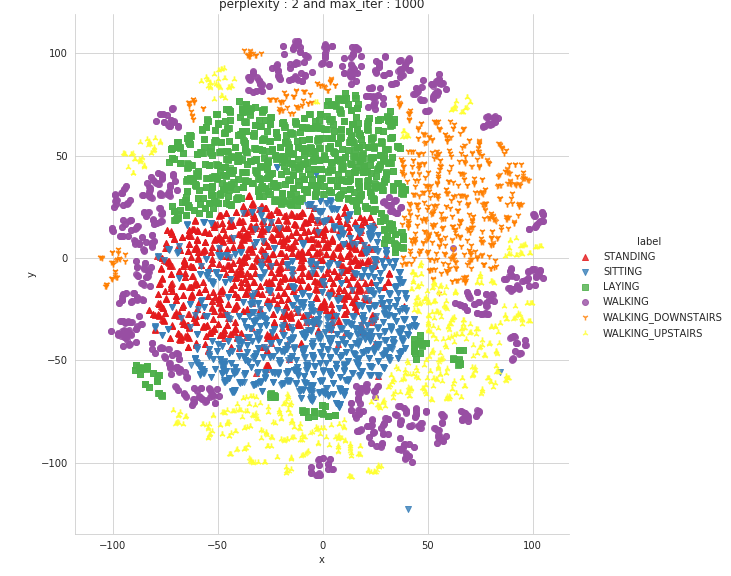 perplexity : 2 and max_iter : 1000
100
50
0
−50
−100
y
−100
−50
0
50
100
x
label
STANDING
SITTING
LAYING
WALKING
WALKING_DOWNSTAIRS
WALKING_UPSTAIRS